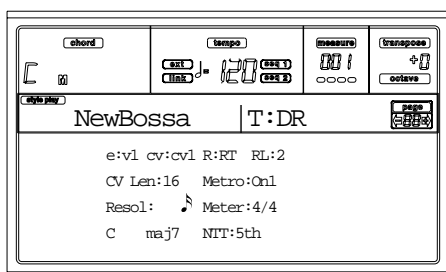 chord tempo measure transpose
C M ext link = 120 seq 1 seq 2 001 +0 octave
style play page
NewBossa T:DR
e:v1 cv:cv1 R:RT RL:2
CV Len:16 Metro:On1
Resol: Meter:4/4
C maj7 NTT:5th